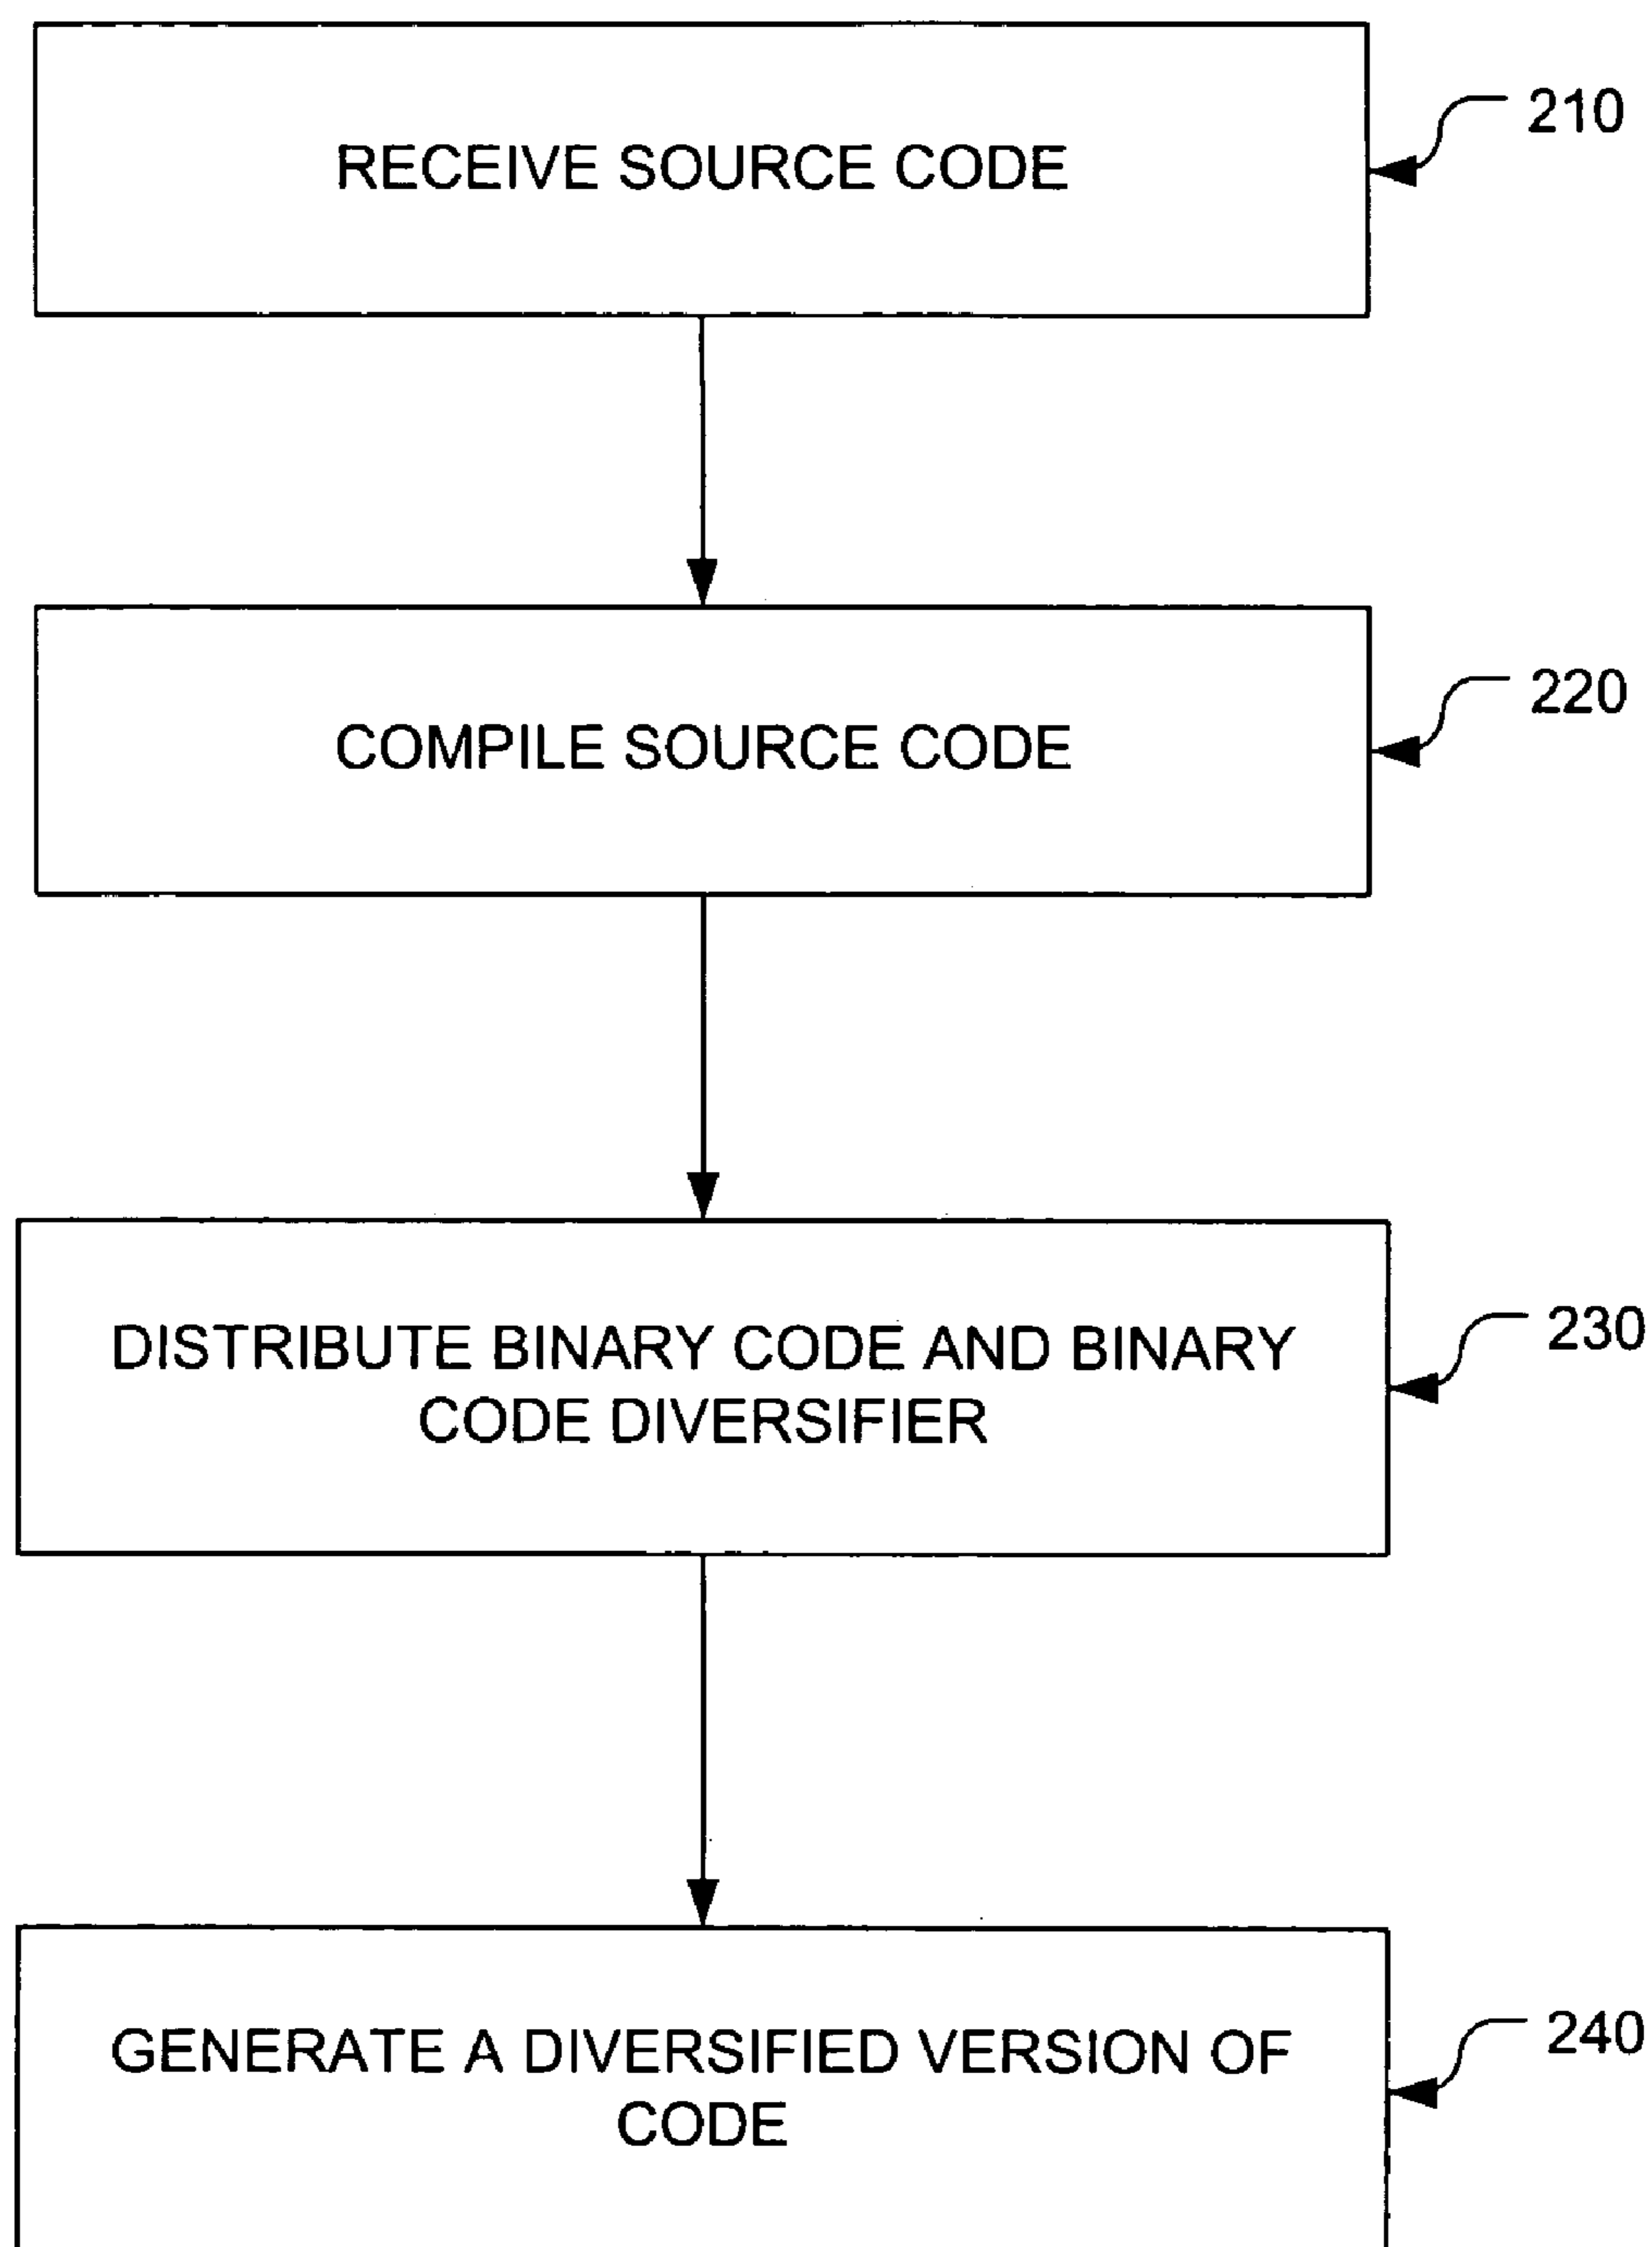 RECEIVE SOURCE CODE
210
COMPILE SOURCE CODE
220
DISTRIBUTE BINARY CODE AND BINARY
CODE DIVERSIFIER
230
GENERATE A DIVERSIFIED VERSION OF
CODE
240